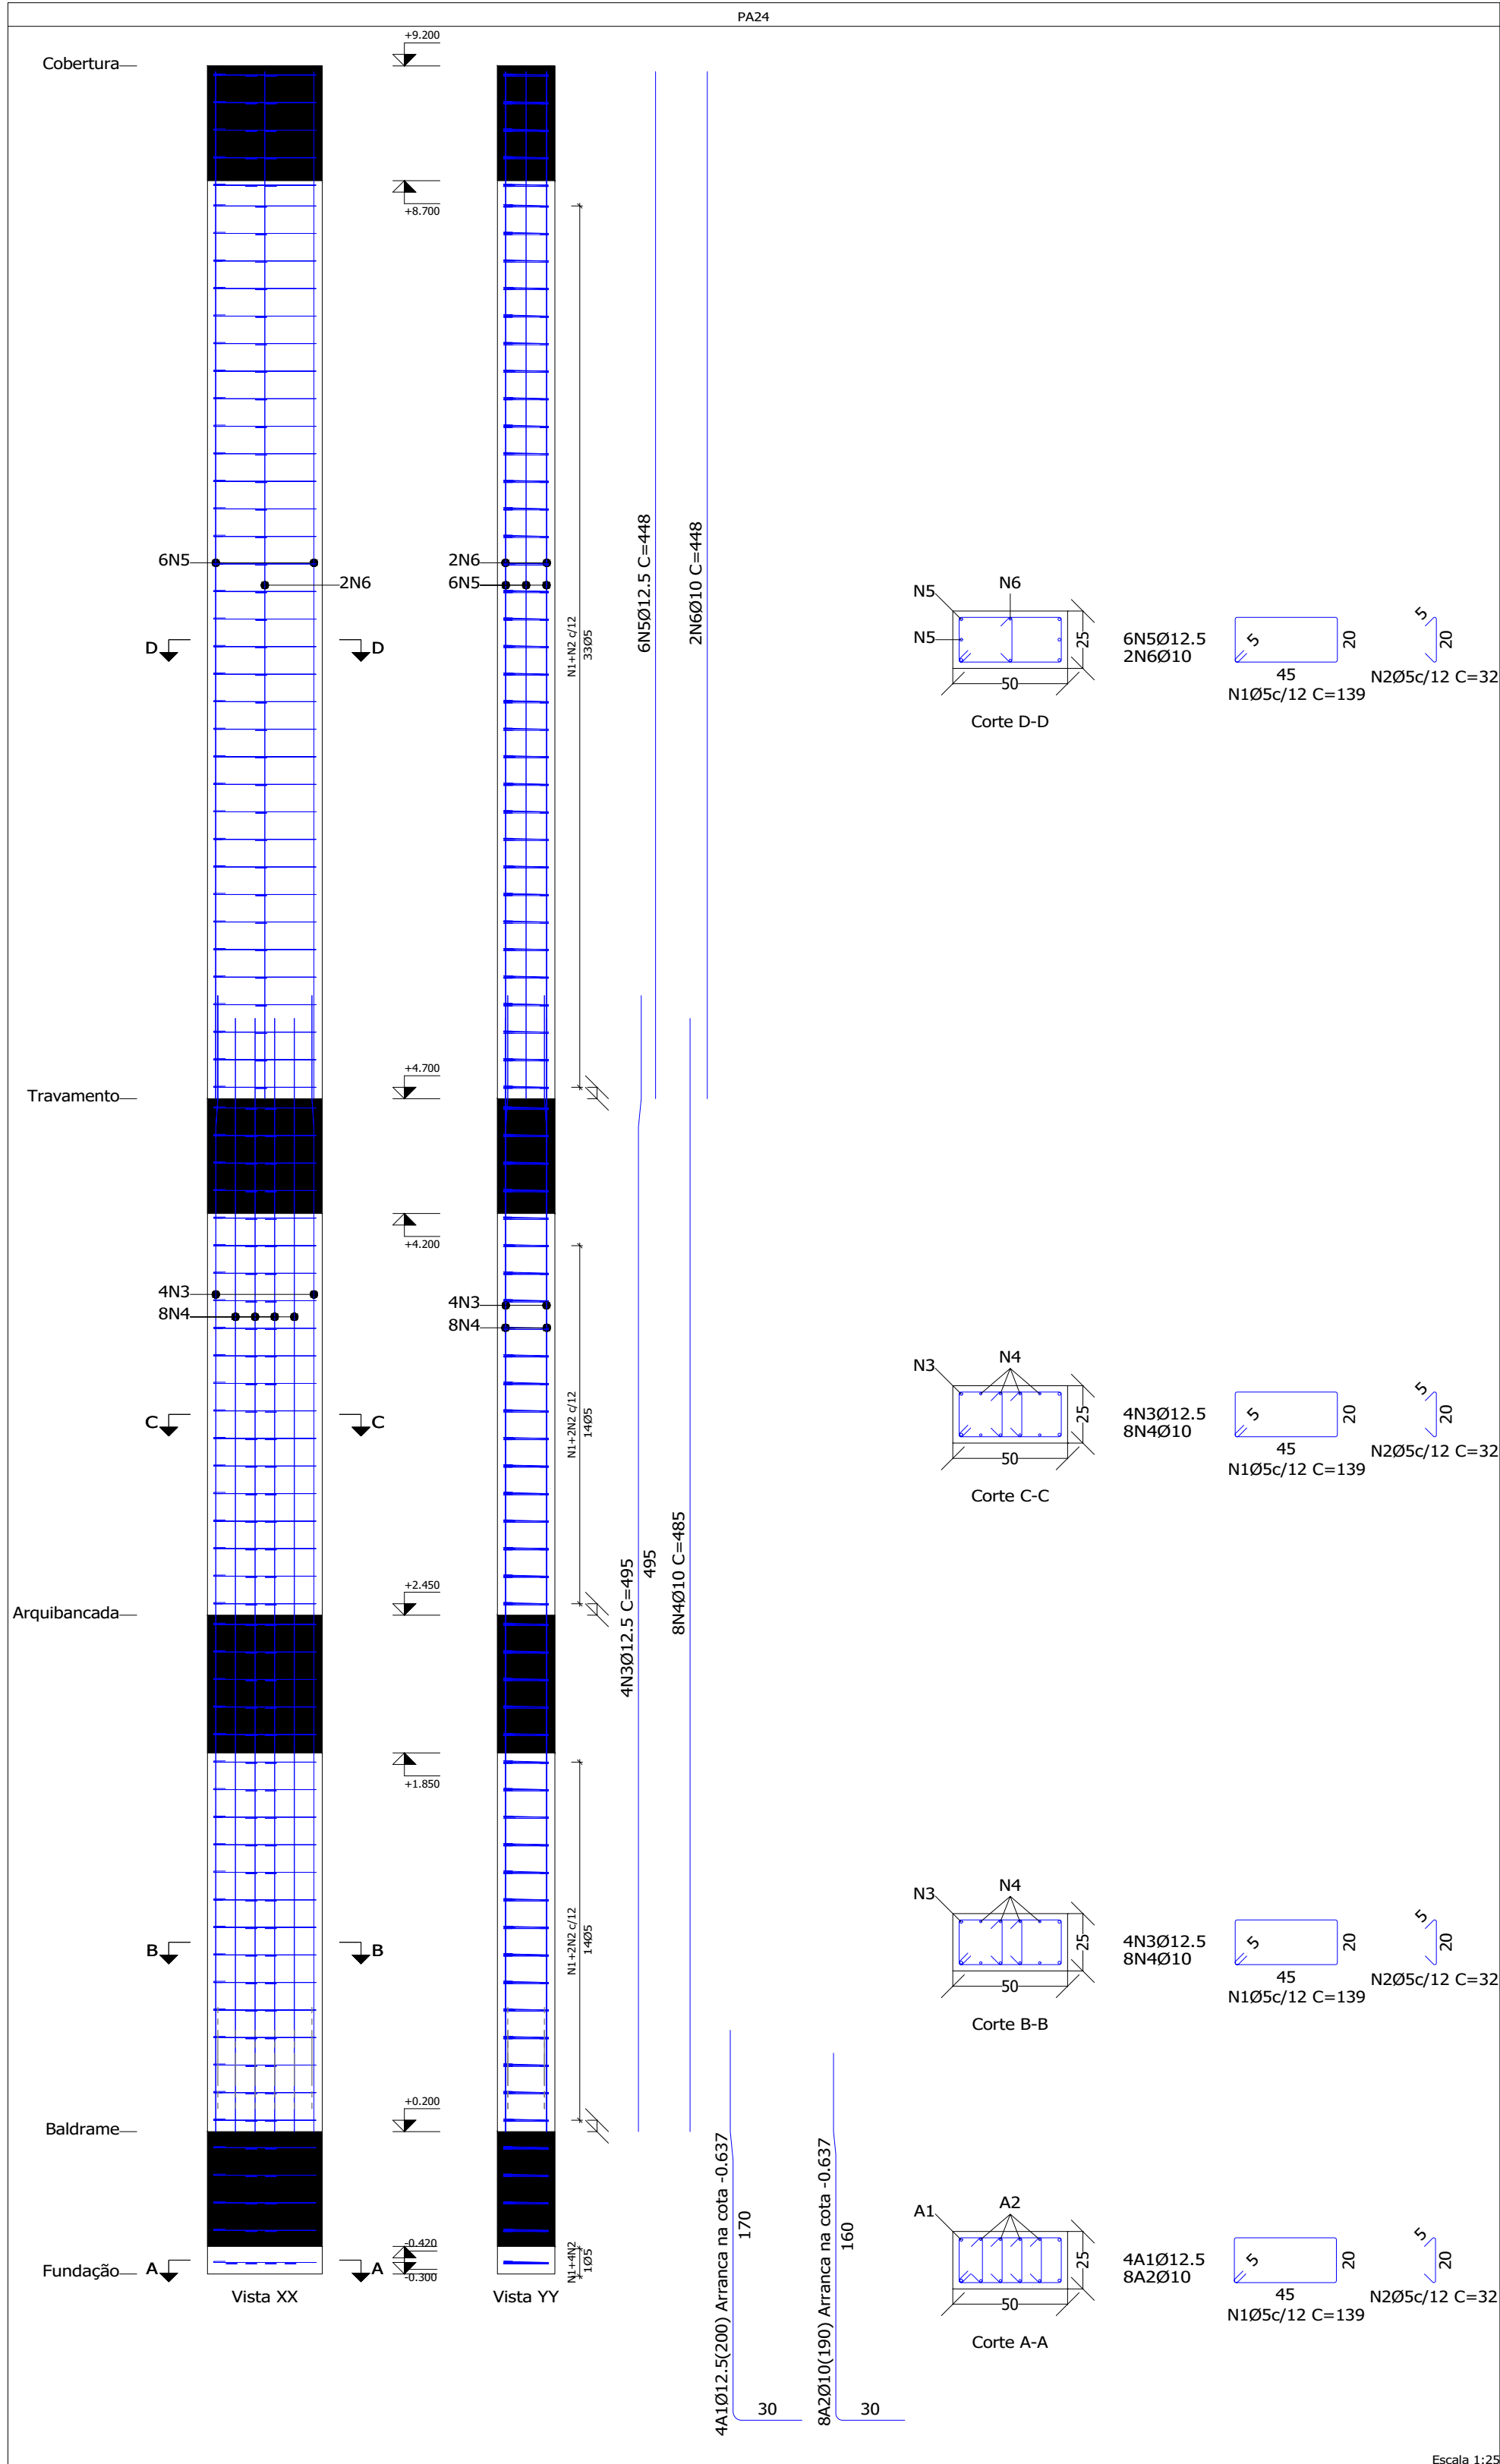 PA24
Cobertura
+9.200
+8.700
6N5
2N6
2N6
6N5
D
D
N1+N2 c/12
33Ø5
6N5Ø12.5 C=448
2N6Ø10 C=448
N5
N6
N5
25
50
Corte D-D
6N5Ø12.5
2N6Ø10
5
20
45
N1Ø5c/12 C=139
5
20
N2Ø5c/12 C=32
Travamento
+4.700
+4.200
4N3
8N4
4N3
8N4
C
C
N1+2N2 c/12
14Ø5
4N3Ø12.5 C=495
495
8N4Ø10 C=485
N3
N4
25
50
Corte C-C
4N3Ø12.5
8N4Ø10
5
20
45
N1Ø5c/12 C=139
5
20
N2Ø5c/12 C=32
Arquibancada
+2.450
+1.850
B
B
N1+2N2 c/12
14Ø5
N3
N4
25
50
Corte B-B
4N3Ø12.5
8N4Ø10
5
20
45
N1Ø5c/12 C=139
5
20
N2Ø5c/12 C=32
Baldrame
+0.200
-0.420
-0.300
Fundação
A
A
N1+4N2
1Ø5
Vista XX
Vista YY
4A1Ø12.5(200) Arranca na cota -0.637
170
30
8A2Ø10(190) Arranca na cota -0.637
160
30
A1
A2
25
50
Corte A-A
4A1Ø12.5
8A2Ø10
5
20
45
N1Ø5c/12 C=139
5
20
N2Ø5c/12 C=32
Escala 1:25